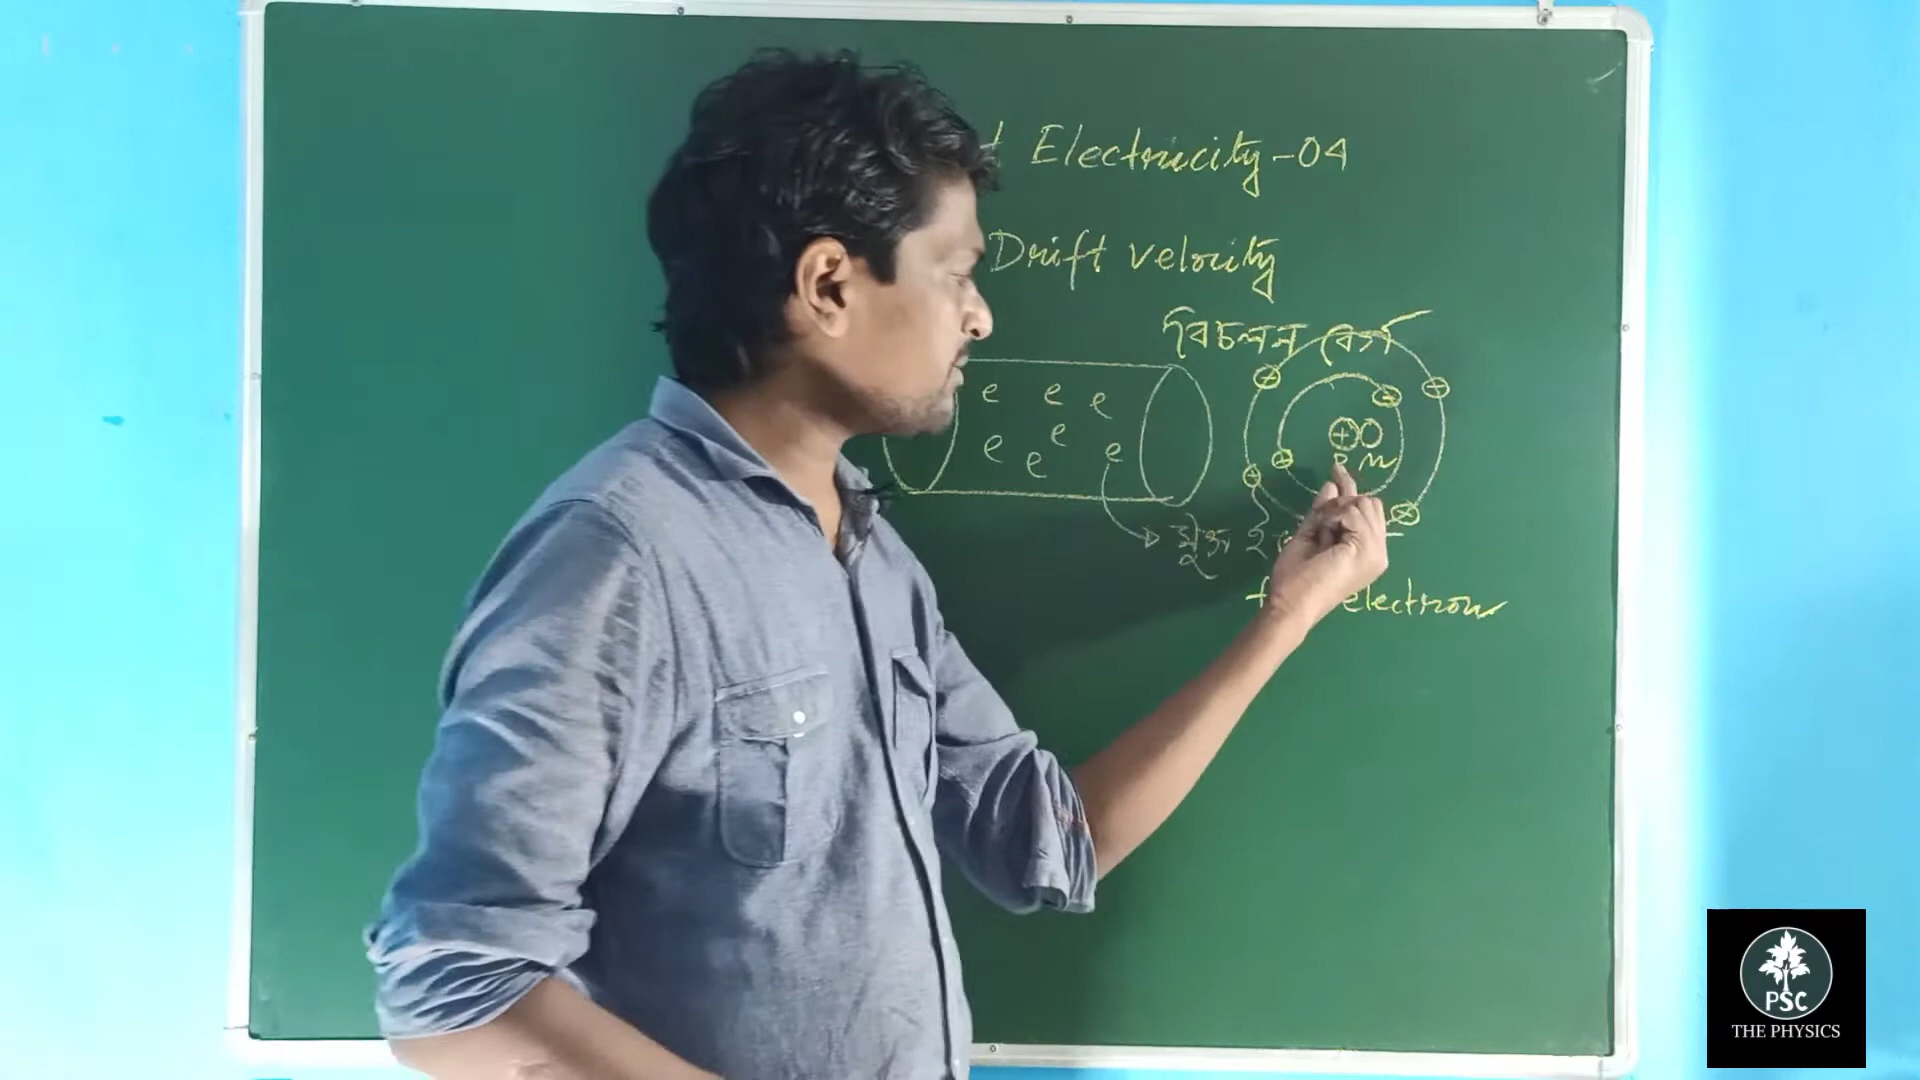 Electricity-04
Drift velocity
বিচলন বেগ
e e e
e e e e
+ O
P n
মুক্ত ই
electron
PSC
THE PHYSICS